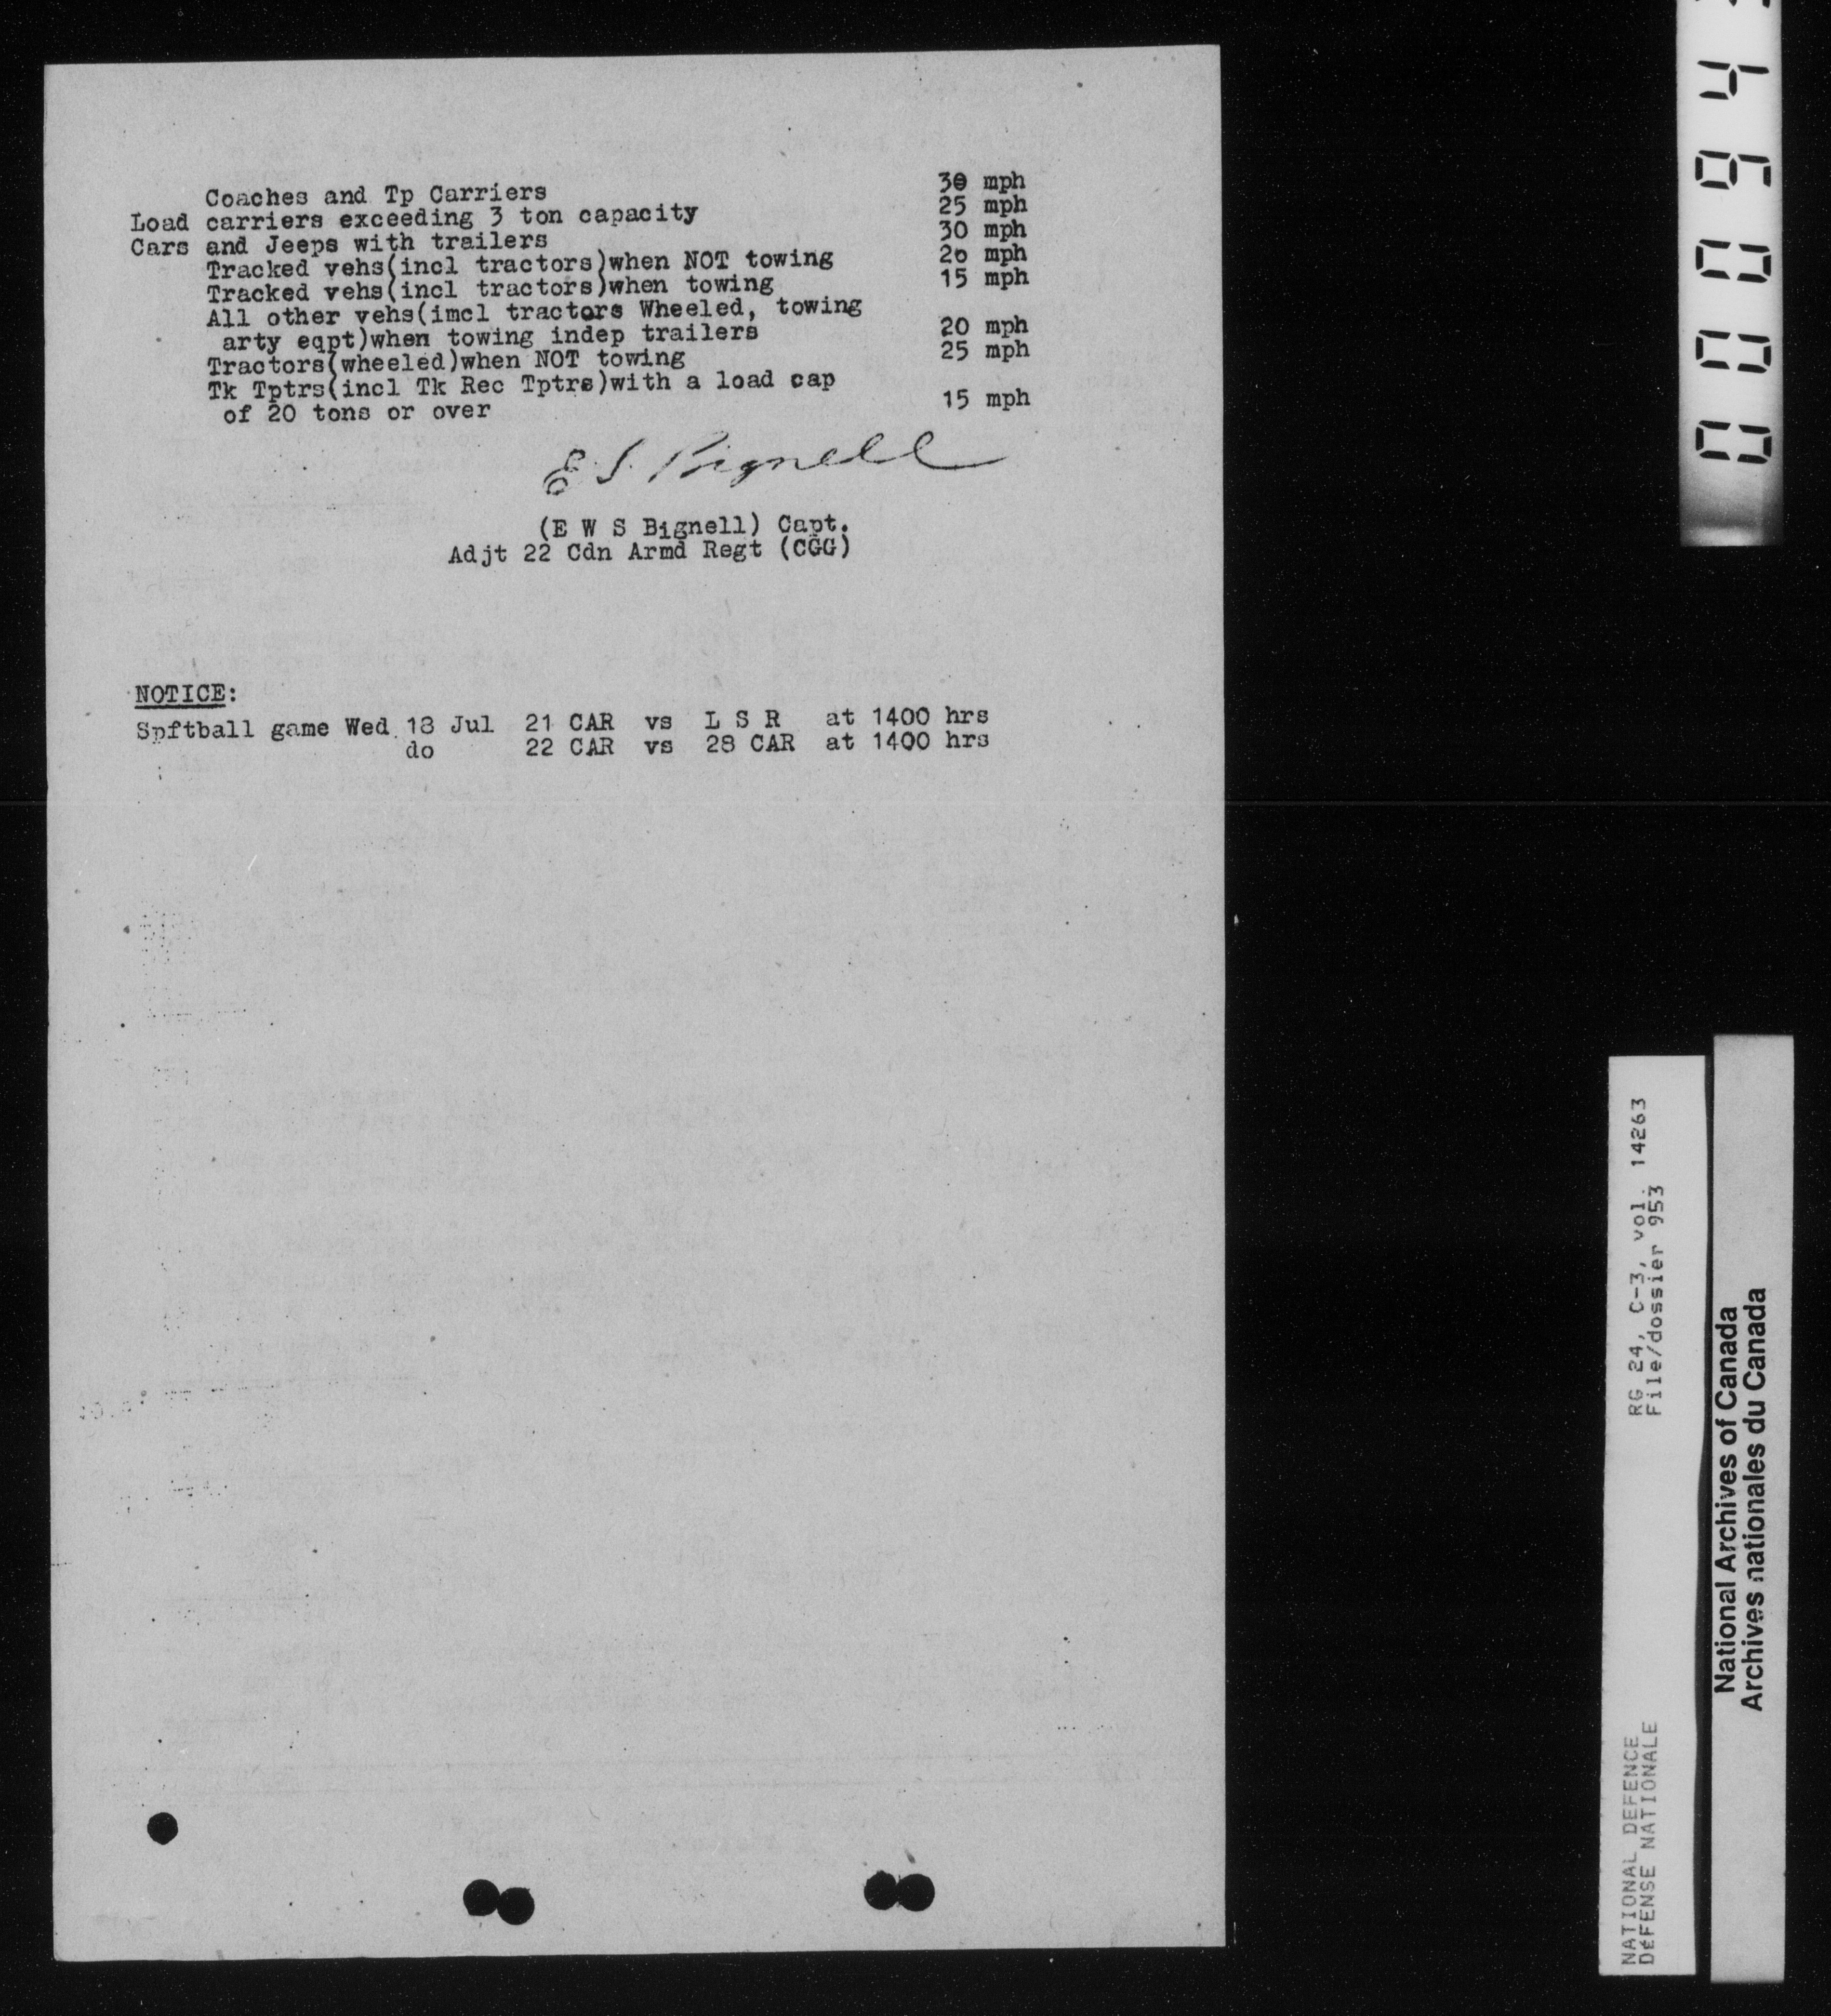 Coaches and Tp Carriers 30 mph
Load carriers exceeding 3 ton capacity 25 mph
Cars and Jeeps with trailers 30 mph
Tracked vehs(incl tractors)when NOT towing 20 mph
Tracked vehs(incl tractors)when towing 15 mph
All other vehs(imcl tractors Wheeled, towing
arty eqpt)when towing indep trailers 20 mph
Tractors(wheeled)when NOT towing 25 mph
Tk Tptrs(incl Tk Rec Tptrs)with a load cap
of 20 tons or over 15 mph
E S Bignell
(E W S Bignell) Capt.
Adjt 22 Cdn Armd Regt (CGG)
NOTICE:
Spftball game Wed 18 Jul 21 CAR vs L S R at 1400 hrs
do 22 CAR vs 28 CAR at 1400 hrs
RG 24, C-3, vol. 14263
File/dossier 953
NATIONAL DEFENCE
DÉFENSE NATIONALE
National Archives of Canada
Archives nationales du Canada